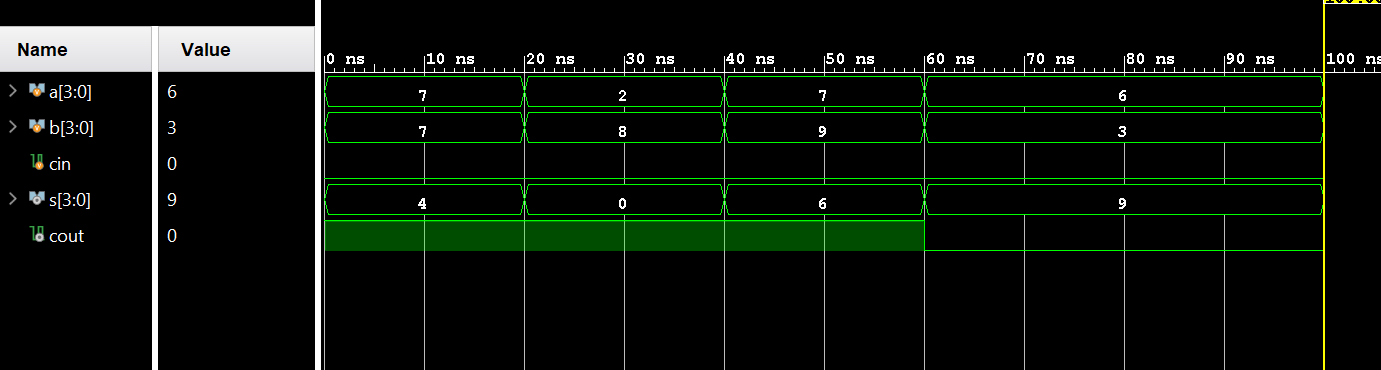 Name Value
0 ns 10 ns 20 ns 30 ns 40 ns 50 ns 60 ns 70 ns 80 ns 90 ns
a[3:0] 6 7 2 7 6
b[3:0] 3 7 8 9 3
cin 0
s[3:0] 9 4 0 6 9
cout 0